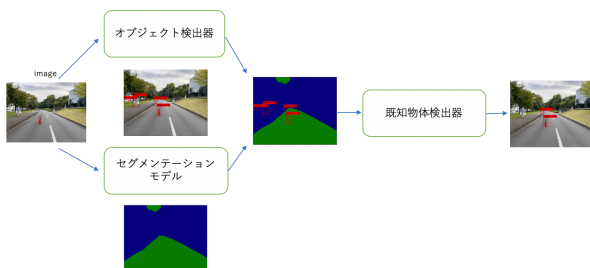 オブジェクト検出器
image
既知物体検出器
セグメンテーション
モデル